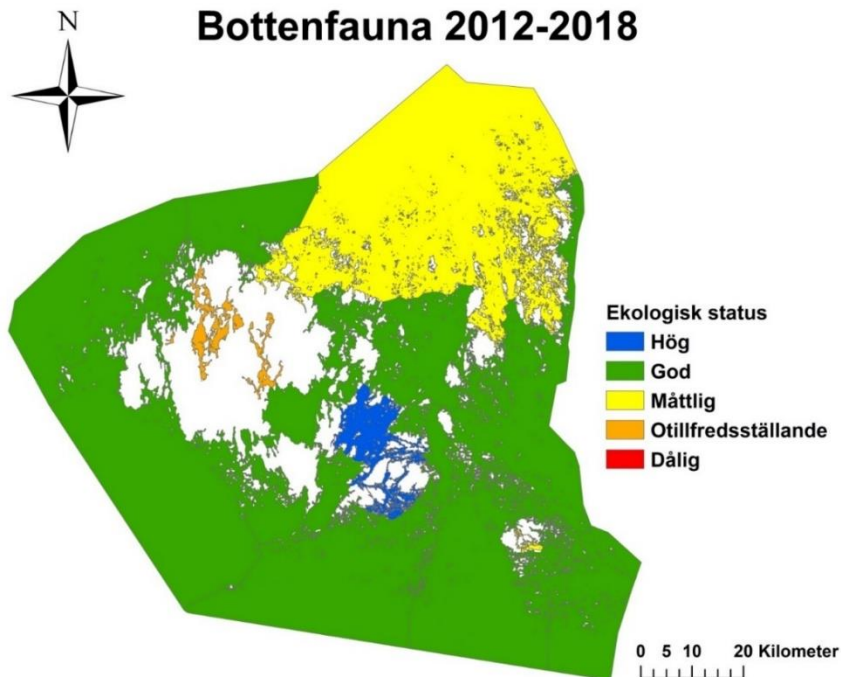 Bottenfauna 2012-2018
N
Ekologisk status
Hög
God
Måttlig
Otillfredsställande
Dålig
0 5 10 20 Kilometer